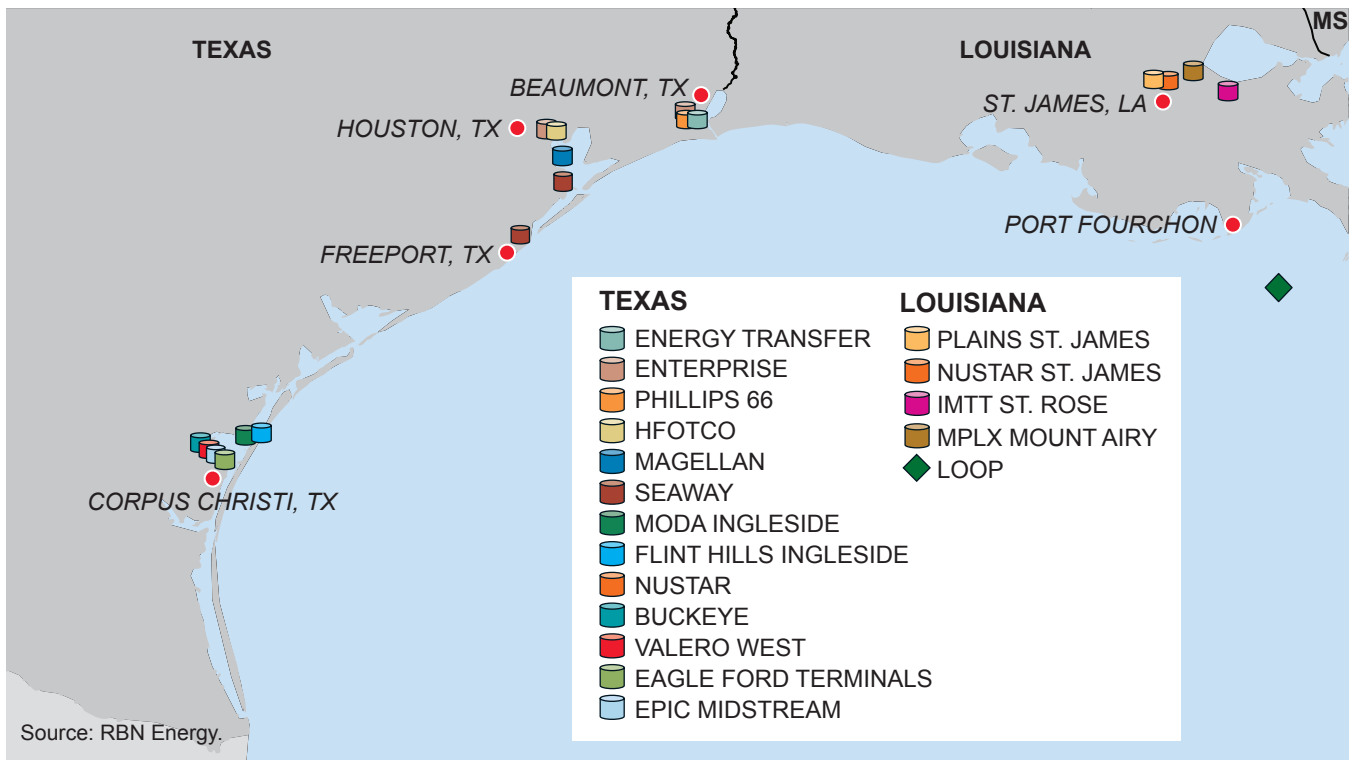 TEXAS
LOUISIANA
MS
BEAUMONT, TX
HOUSTON, TX
ST. JAMES, LA
FREEPORT, TX
PORT FOURCHON
CORPUS CHRISTI, TX
TEXAS
ENERGY TRANSFER
ENTERPRISE
PHILLIPS 66
HFOTCO
MAGELLAN
SEAWAY
MODA INGLESIDE
FLINT HILLS INGLESIDE
NUSTAR
BUCKEYE
VALERO WEST
EAGLE FORD TERMINALS
EPIC MIDSTREAM
LOUISIANA
PLAINS ST. JAMES
NUSTAR ST. JAMES
IMTT ST. ROSE
MPLX MOUNT AIRY
LOOP
Source: RBN Energy.